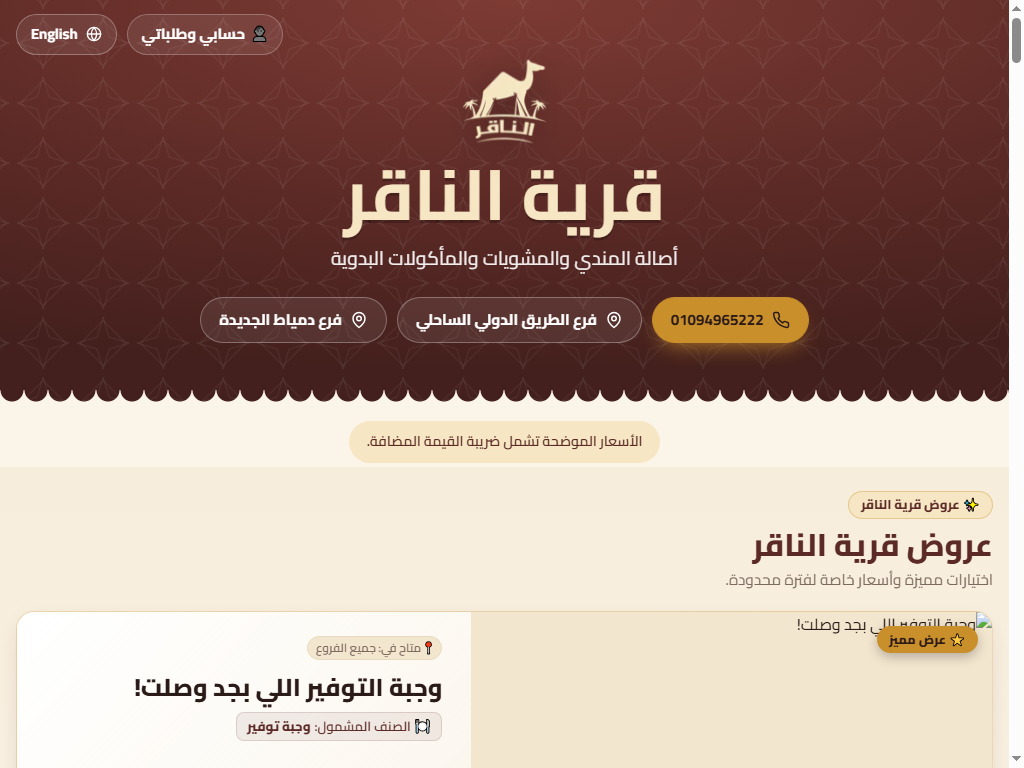 حسابي وطلباتي
English
الناقر
قرية الناقر
أصالة المندي والمشويات والمأكولات البدوية
01094965222
فرع الطريق الدولي الساحلي
فرع دمياط الجديدة
الأسعار الموضحة تشمل ضريبة القيمة المضافة.
عروض قرية الناقر
عروض قرية الناقر
اختيارات مميزة وأسعار خاصة لفترة محدودة.
وجبة التوفير اللي بجد وصلت!
عرض مميز
متاح في: جميع الفروع
وجبة التوفير اللي بجد وصلت!
الصنف المشمول: وجبة توفير